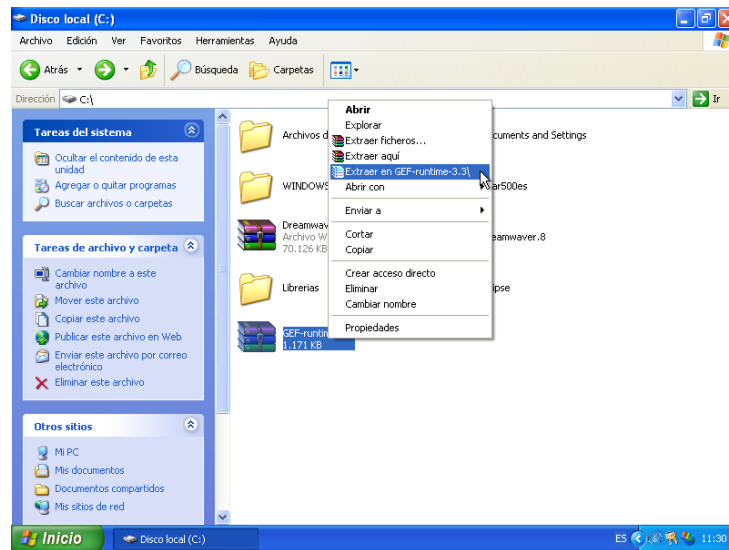 Disco local (C:)
Archivo Edición Ver Favoritos Herramientas Ayuda
Atrás Búsqueda Carpetas
Dirección C:\ Ir
Tareas del sistema
Ocultar el contenido de esta
unidad
Agregar o quitar programas
Buscar archivos o carpetas
Tareas de archivo y carpeta
Cambiar nombre a este
archivo
Mover este archivo
Copiar este archivo
Publicar este archivo en Web
Enviar este archivo por correo
electrónico
Eliminar este archivo
Otros sitios
Mi PC
Mis documentos
Documentos compartidos
Mis sitios de red
Archivos d
cuments and Settings
WINDOWS
ar500es
Dreamwav
Archivo W
70.126 KB
eamwaver.8
Librerias
ipse
GEF-runtim
1.171 KB
Abrir
Explorar
Extraer ficheros...
Extraer aquí
Extraer en GEF-runtime-3.3\
Abrir con
Enviar a
Cortar
Copiar
Crear acceso directo
Eliminar
Cambiar nombre
Propiedades
Inicio Disco local (C:) ES 11:30